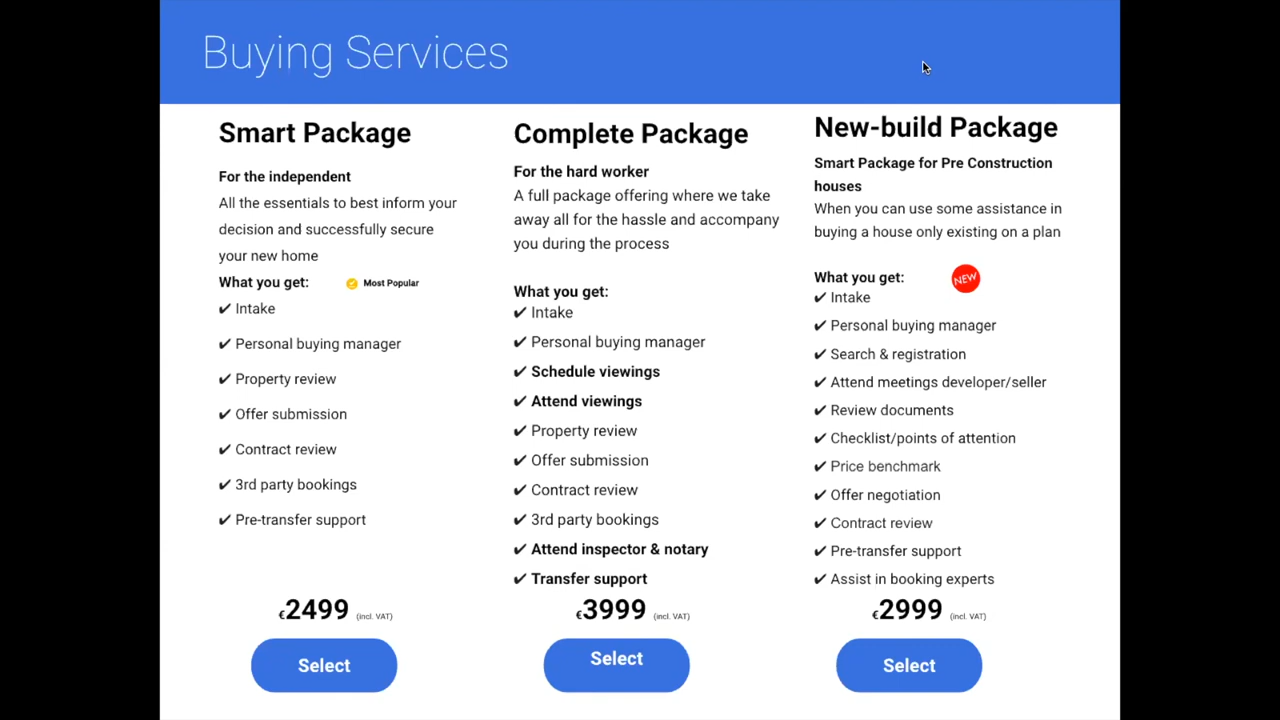 Buying Services
Smart Package
For the independent
All the essentials to best inform your
decision and successfully secure
your new home
What you get:
Most Popular
✔ Intake
✔ Personal buying manager
✔ Property review
✔ Offer submission
✔ Contract review
✔ 3rd party bookings
✔ Pre-transfer support
€2499 (incl. VAT)
Select
Complete Package
For the hard worker
A full package offering where we take
away all for the hassle and accompany
you during the process
What you get:
✔ Intake
✔ Personal buying manager
✔ Schedule viewings
✔ Attend viewings
✔ Property review
✔ Offer submission
✔ Contract review
✔ 3rd party bookings
✔ Attend inspector & notary
✔ Transfer support
€3999 (incl. VAT)
Select
New-build Package
Smart Package for Pre Construction
houses
When you can use some assistance in
buying a house only existing on a plan
What you get:
NEW
✔ Intake
✔ Personal buying manager
✔ Search & registration
✔ Attend meetings developer/seller
✔ Review documents
✔ Checklist/points of attention
✔ Price benchmark
✔ Offer negotiation
✔ Contract review
✔ Pre-transfer support
✔ Assist in booking experts
€2999 (incl. VAT)
Select